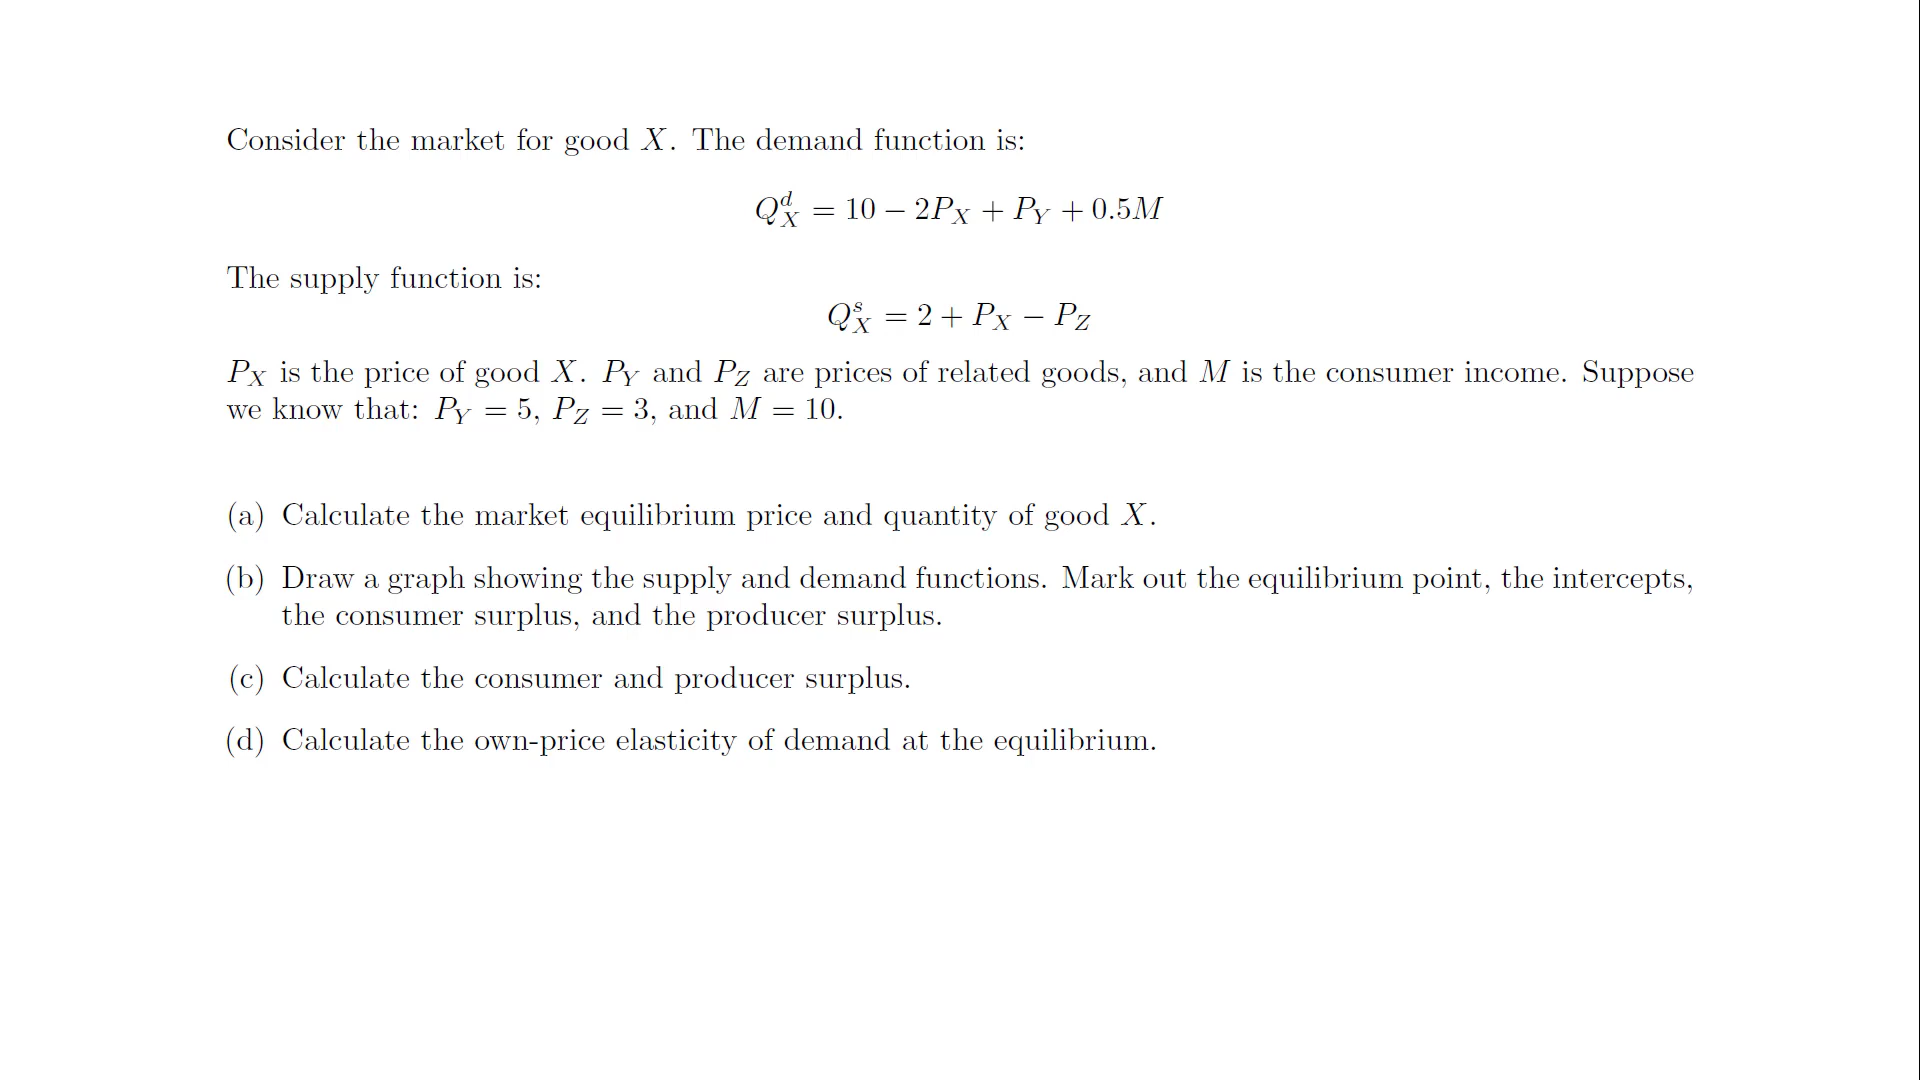 Consider the market for good X. The demand function is:
Q_X^d = 10 − 2P_X + P_Y + 0.5M
The supply function is:
Q_X^s = 2 + P_X − P_Z
P_X is the price of good X. P_Y and P_Z are prices of related goods, and M is the consumer income. Suppose
we know that: P_Y = 5, P_Z = 3, and M = 10.
(a) Calculate the market equilibrium price and quantity of good X.
(b) Draw a graph showing the supply and demand functions. Mark out the equilibrium point, the intercepts,
the consumer surplus, and the producer surplus.
(c) Calculate the consumer and producer surplus.
(d) Calculate the own-price elasticity of demand at the equilibrium.